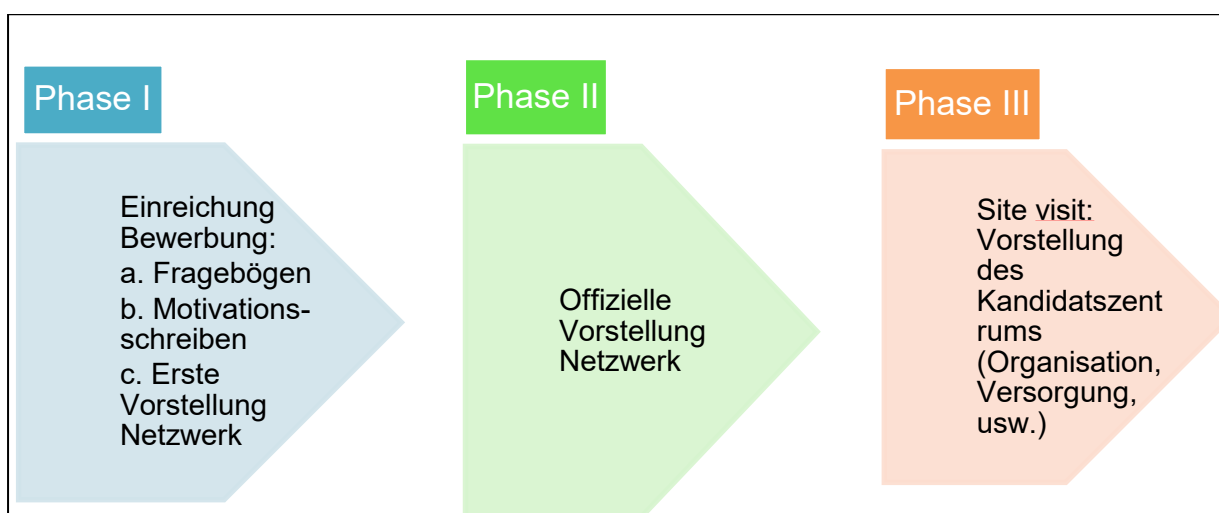 Phase I
Einreichung
Bewerbung:
a. Fragebögen
b. Motivations-
schreiben
c. Erste
Vorstellung
Netzwerk
Phase II
Offizielle
Vorstellung
Netzwerk
Phase III
Site visit:
Vorstellung
des
Kandidatszent
rums
(Organisation,
Versorgung,
usw.)